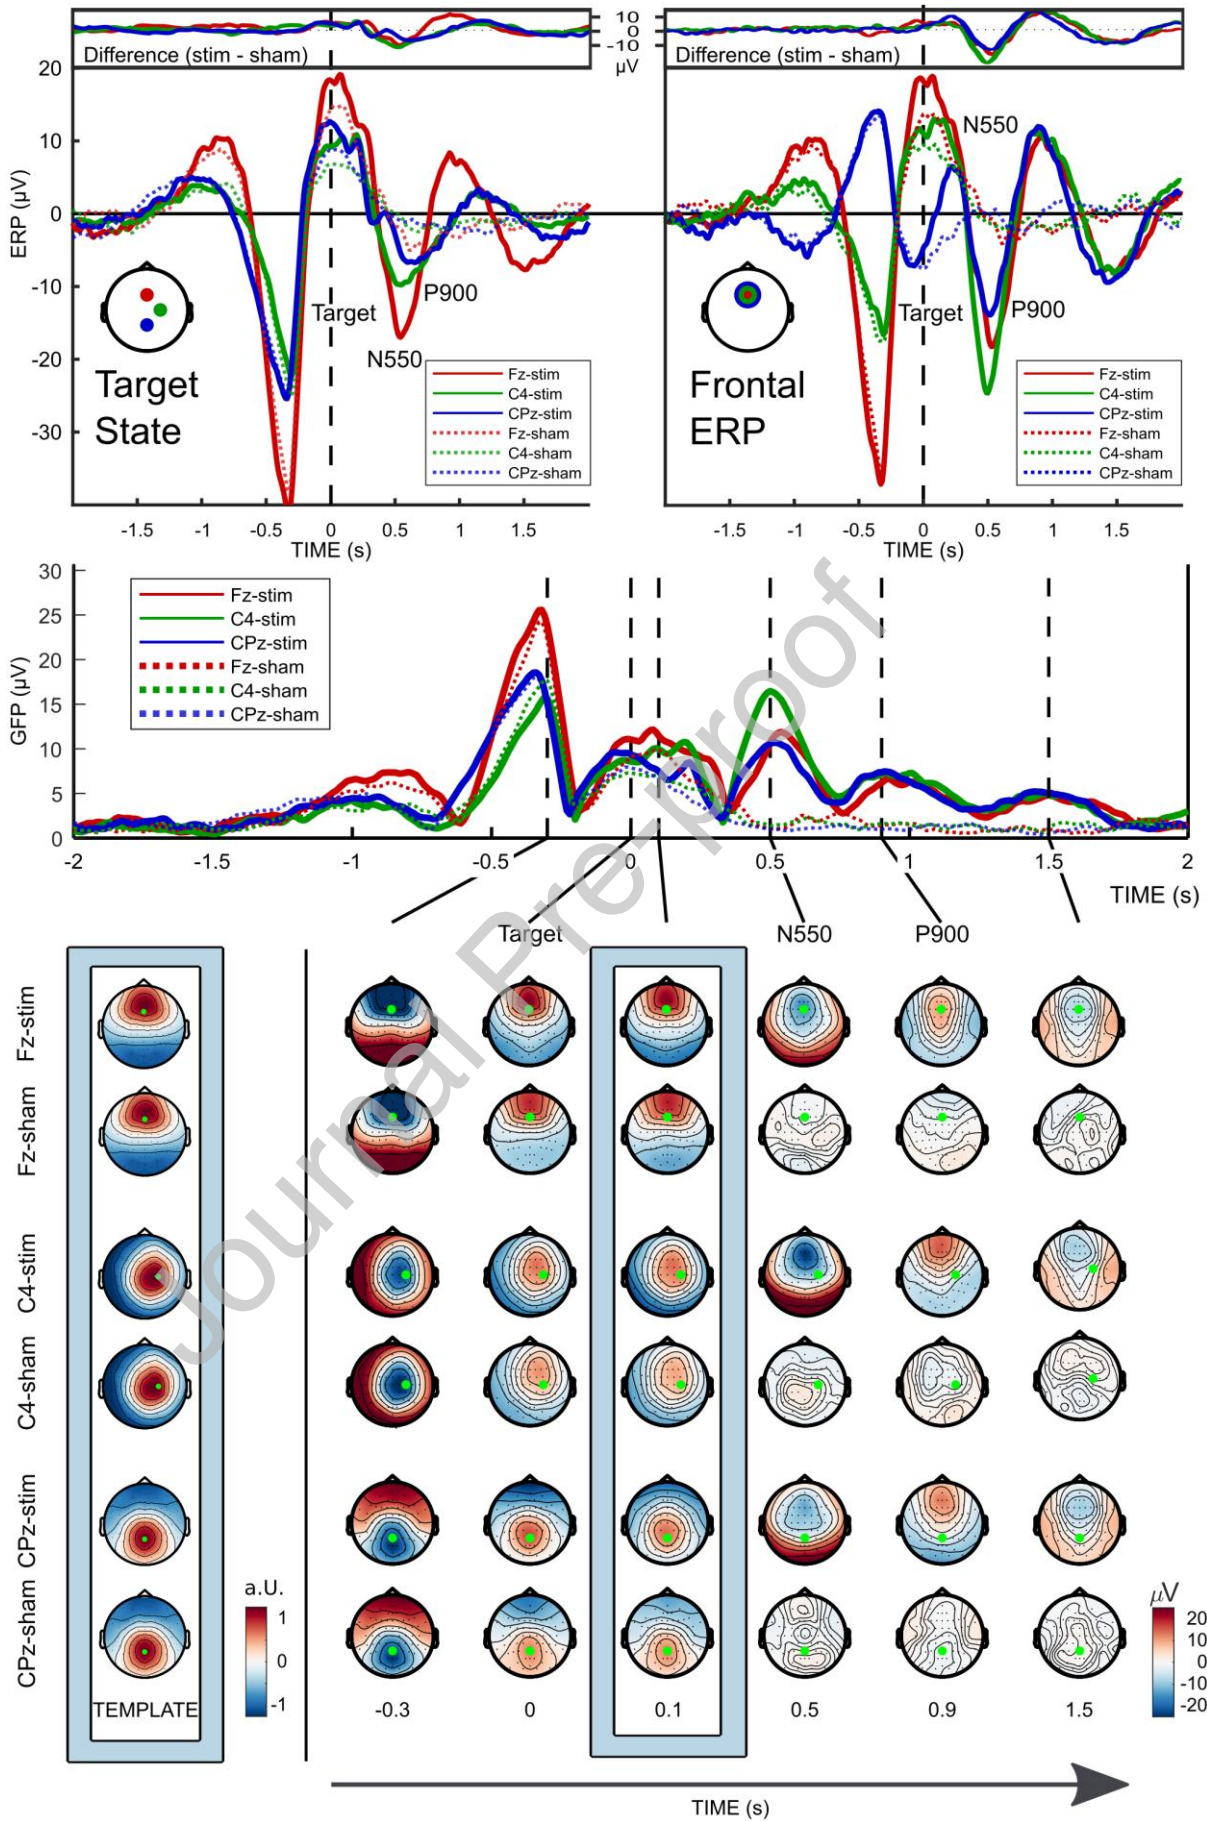 Difference (stim - sham)
10
0
-10
μV
Difference (stim - sham)
20
10
0
-10
-20
-30
ERP (μV)
Target
N550
P900
Target
State
Fz-stim
C4-stim
CPz-stim
Fz-sham
C4-sham
CPz-sham
-1.5 -1 -0.5 0 0.5 1 1.5
TIME (s)
N550
Target
P900
Frontal
ERP
Fz-stim
C4-stim
CPz-stim
Fz-sham
C4-sham
CPz-sham
-1.5 -1 -0.5 0 0.5 1 1.5
TIME (s)
30
25
20
15
10
5
0
GFP (μV)
Fz-stim
C4-stim
CPz-stim
Fz-sham
C4-sham
CPz-sham
-2 -1.5 -1 -0.5 0 0.5 1 1.5 2
TIME (s)
Journal Pre-proof
Target N550 P900
Fz-stim
Fz-sham
C4-stim
C4-sham
CPz-stim
CPz-sham
a.U.
1
0
-1
μV
20
10
0
-10
-20
TEMPLATE -0.3 0 0.1 0.5 0.9 1.5
TIME (s)